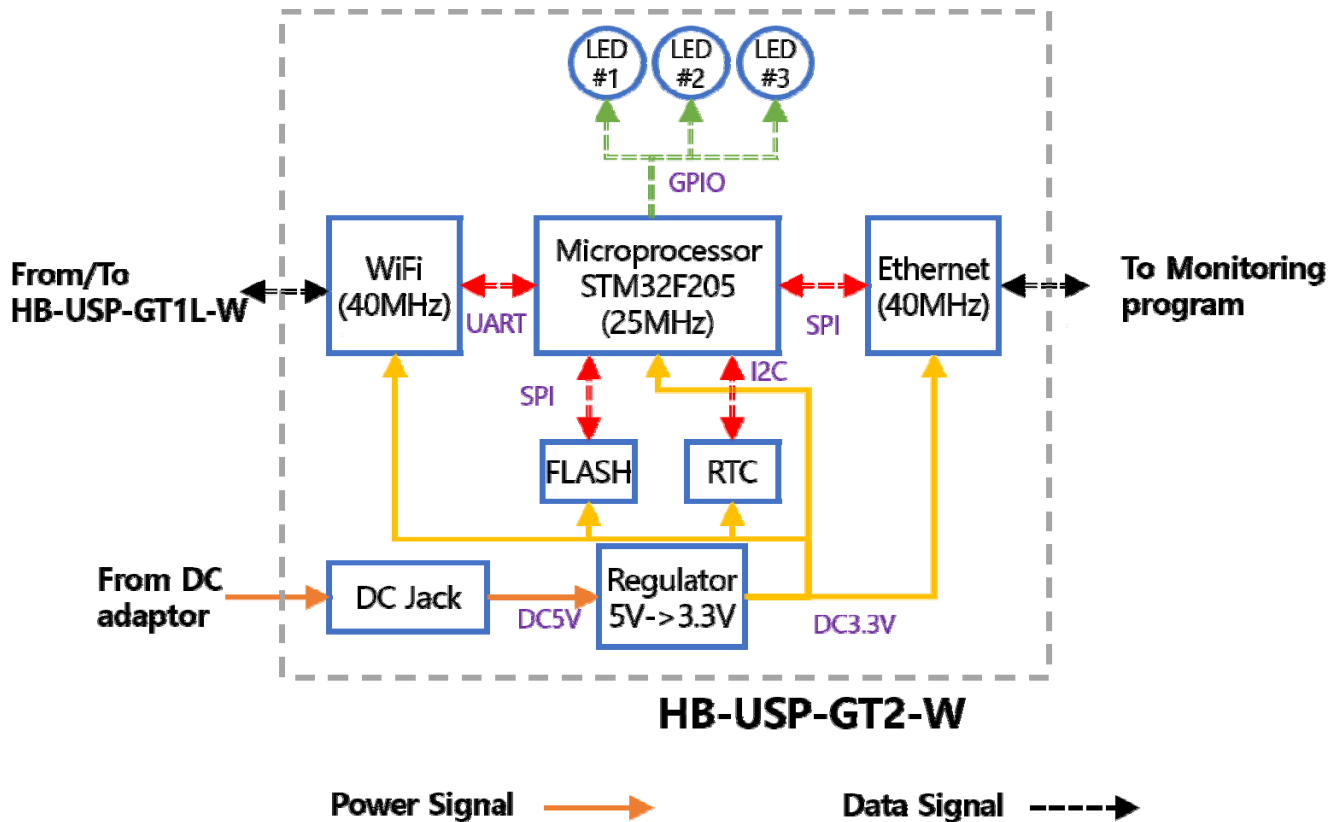 LED
#1
LED
#2
LED
#3
GPIO
From/To
HB-USP-GT1L-W
WiFi
(40MHz)
UART
Microprocessor
STM32F205
(25MHz)
SPI
Ethernet
(40MHz)
To Monitoring
program
SPI
I2C
FLASH
RTC
From DC
adaptor
DC Jack
DC5V
Regulator
5V->3.3V
DC3.3V
HB-USP-GT2-W
Power Signal
Data Signal